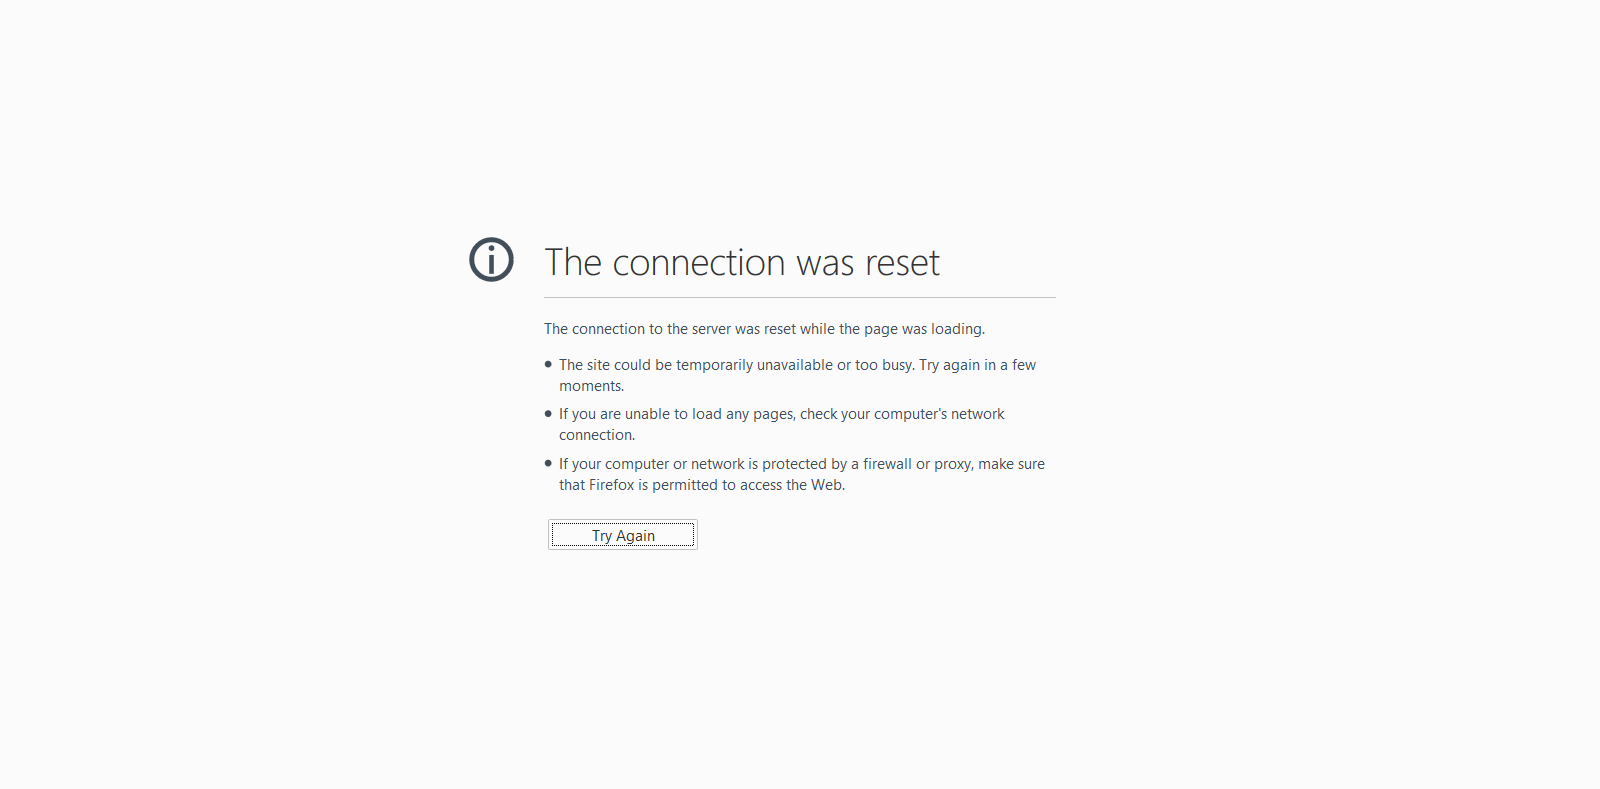 The connection was reset
The connection to the server was reset while the page was loading.
The site could be temporarily unavailable or too busy. Try again in a few
moments.
If you are unable to load any pages, check your computer's network
connection.
If your computer or network is protected by a firewall or proxy, make sure
that Firefox is permitted to access the Web.
Try Again